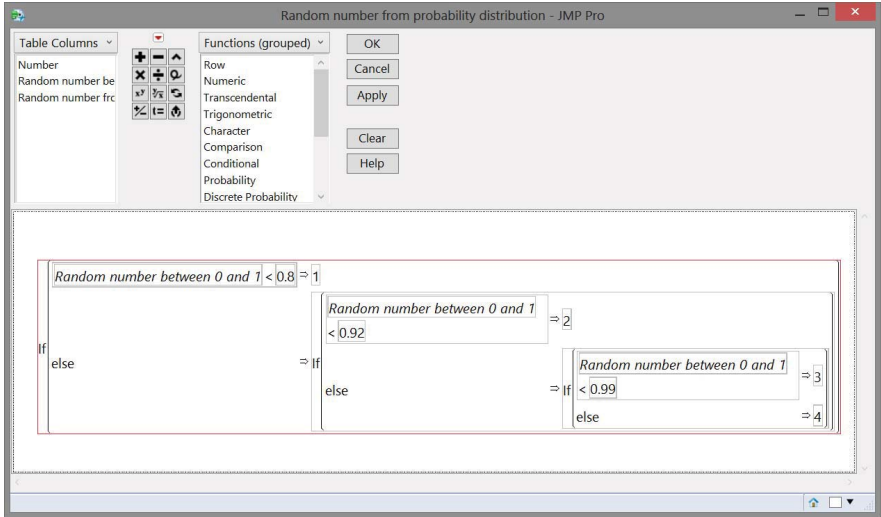 Random number from probability distribution - JMP Pro
Table Columns
Number
Random number be
Random number frc
Functions (grouped)
Row
Numeric
Transcendental
Trigonometric
Character
Comparison
Conditional
Probability
Discrete Probability
OK
Cancel
Apply
Clear
Help
Random number between 0 and 1 < 0.8 ⇒ 1
Random number between 0 and 1
< 0.92
⇒ 2
If
else
⇒ If
Random number between 0 and 1
< 0.99
⇒ 3
else
⇒ If
else
⇒ 4